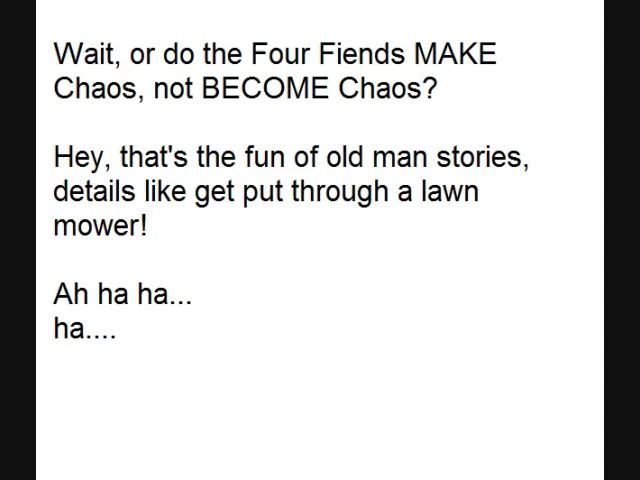 Wait, or do the Four Fiends MAKE
Chaos, not BECOME Chaos?
Hey, that's the fun of old man stories,
details like get put through a lawn
mower!
Ah ha ha...
ha....